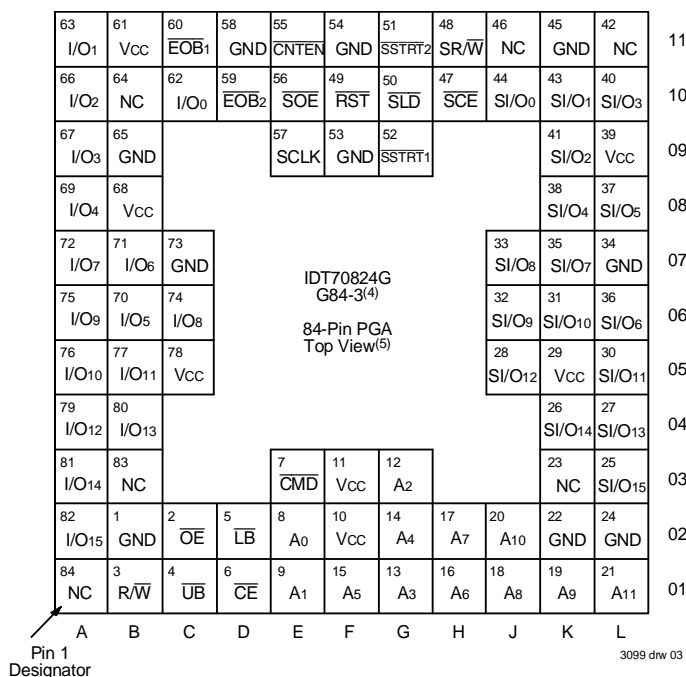 63 61 60 58 55 54 51 48 46 45 42
I/O1 VCC EOB1 GND CNTEN GND SSTRT2 SR/W NC GND NC 11
66 64 62 59 56 49 50 47 44 43 40
I/O2 NC I/O0 EOB2 SOE RST SLD SCE SI/O0 SI/O1 SI/O3 10
67 65 57 53 52 41 39
I/O3 GND SCLK GND SSTRT1 SI/O2 VCC 09
69 68 38 37
I/O4 VCC SI/O4 SI/O5 08
72 71 73 33 35 34
I/O7 I/O6 GND SI/O8 SI/O7 GND 07
IDT70824G
G84-3(4)
75 70 74 32 31 36
I/O9 I/O5 I/O8 SI/O9 SI/O10 SI/O6 06
84-Pin PGA
Top View(5)
76 77 78 28 29 30
I/O10 I/O11 VCC SI/O12 VCC SI/O11 05
79 80 26 27
I/O12 I/O13 SI/O14 SI/O13 04
81 83 7 11 12 23 25
I/O14 NC CMD VCC A2 NC SI/O15 03
82 1 2 5 8 10 14 17 20 22 24
I/O15 GND OE LB A0 VCC A4 A7 A10 GND GND 02
84 3 4 6 9 15 13 16 18 19 21
NC R/W UB CE A1 A5 A3 A6 A8 A9 A11 01
A B C D E F G H J K L
Pin 1
Designator
3099 drw 03